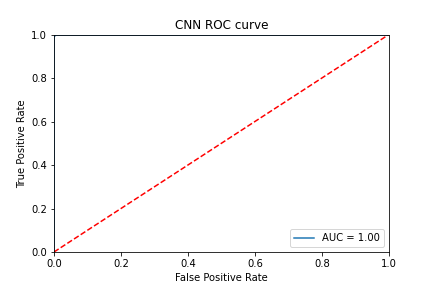 CNN ROC curve
1.0
0.8
0.6
0.4
0.2
0.0
True Positive Rate
AUC = 1.00
0.0 0.2 0.4 0.6 0.8 1.0
False Positive Rate